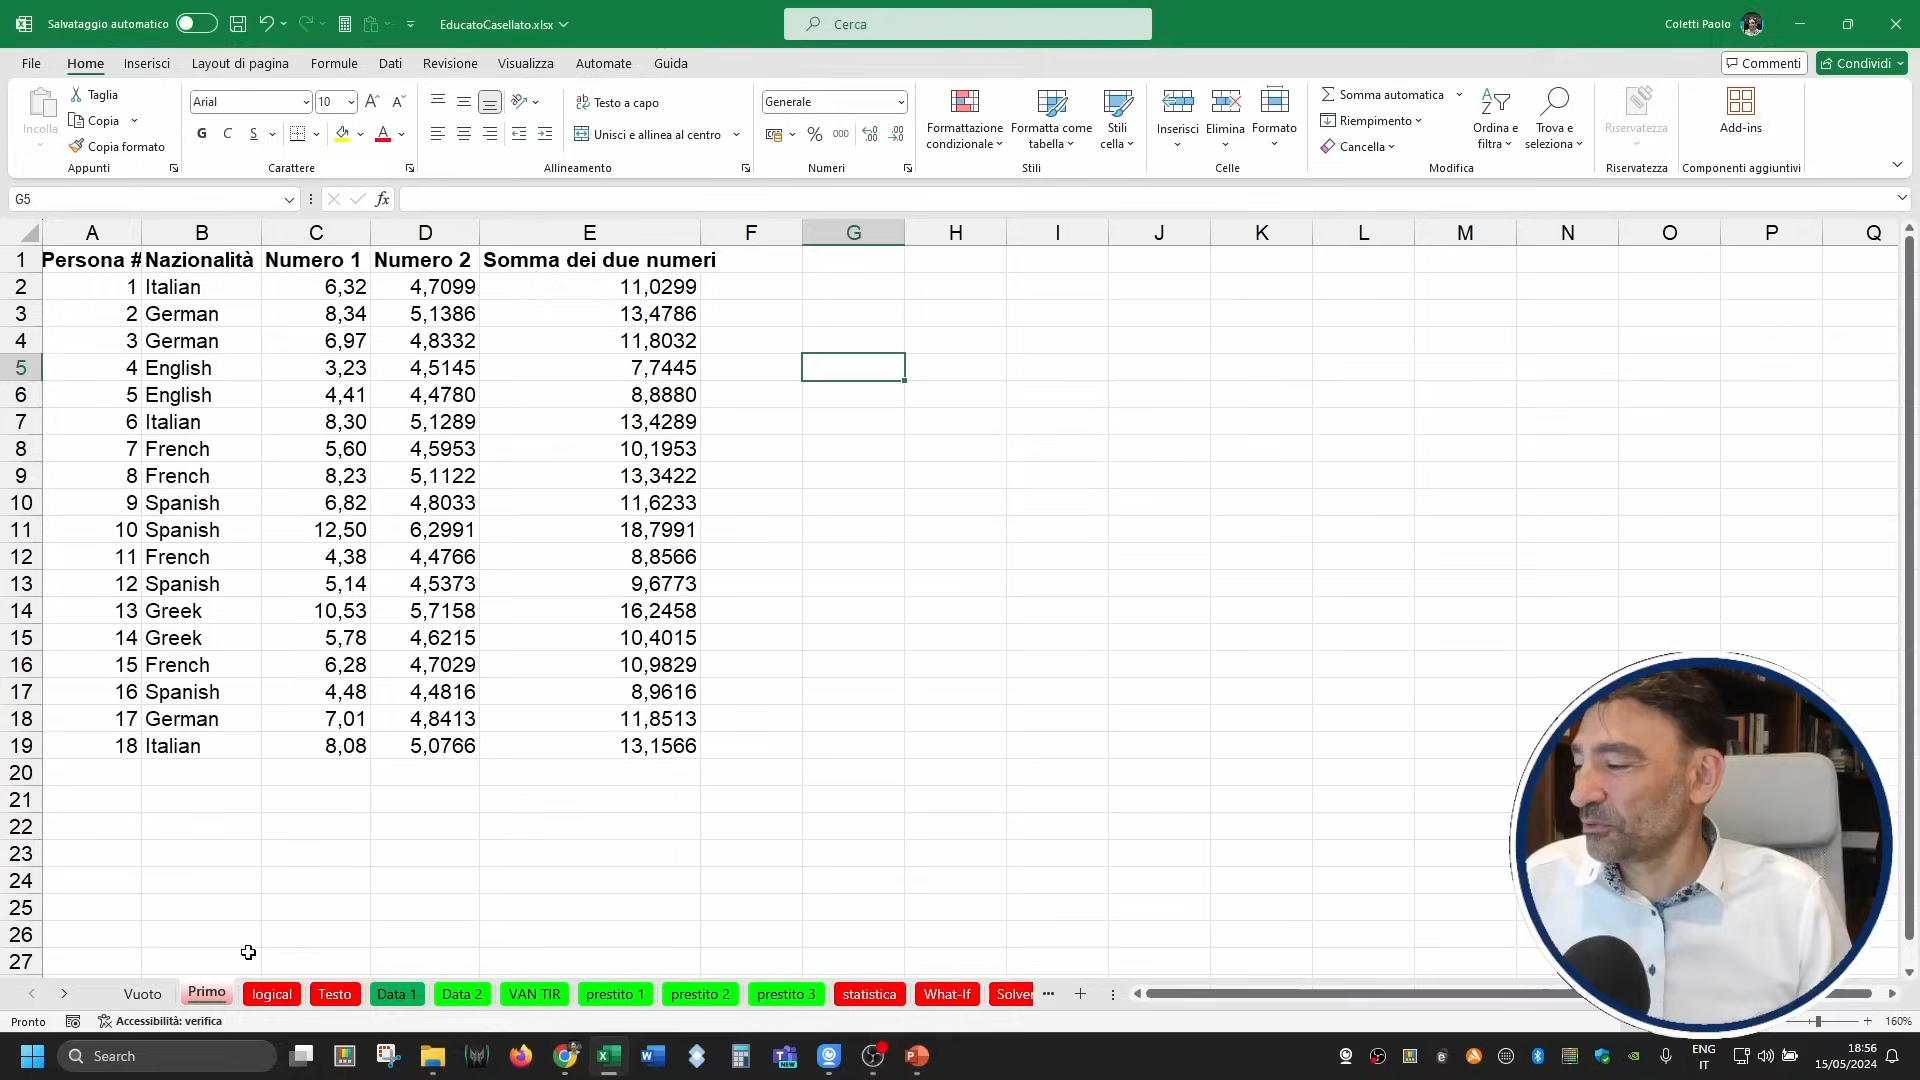 Salvataggio automatico EducatoCasellato.xlsx Cerca Coletti Paolo
File Home Inserisci Layout di pagina Formule Dati Revisione Visualizza Automate Guida Commenti Condividi
Incolla
Taglia
Copia
Copia formato
Appunti
Arial 10
G C S
Carattere
Testo a capo
Unisci e allinea al centro
Allineamento
Generale
% 000
Numeri
Formattazione condizionale
Formatta come tabella
Stili cella
Stili
Inserisci Elimina Formato
Celle
Somma automatica
Riempimento
Cancella
Ordina e filtra
Trova e seleziona
Modifica
Riservatezza
Riservatezza
Add-ins
Componenti aggiuntivi
G5 fx
A B C D E F G H I J K L M N O P Q
1 Persona # Nazionalità Numero 1 Numero 2 Somma dei due numeri
2 1 Italian 6,32 4,7099 11,0299
3 2 German 8,34 5,1386 13,4786
4 3 German 6,97 4,8332 11,8032
5 4 English 3,23 4,5145 7,7445
6 5 English 4,41 4,4780 8,8880
7 6 Italian 8,30 5,1289 13,4289
8 7 French 5,60 4,5953 10,1953
9 8 French 8,23 5,1122 13,3422
10 9 Spanish 6,82 4,8033 11,6233
11 10 Spanish 12,50 6,2991 18,7991
12 11 French 4,38 4,4766 8,8566
13 12 Spanish 5,14 4,5373 9,6773
14 13 Greek 10,53 5,7158 16,2458
15 14 Greek 5,78 4,6215 10,4015
16 15 French 6,28 4,7029 10,9829
17 16 Spanish 4,48 4,4816 8,9616
18 17 German 7,01 4,8413 11,8513
19 18 Italian 8,08 5,0766 13,1566
20
21
22
23
24
25
26
27
Vuoto Primo logical Testo Data 1 Data 2 VAN TIR prestito 1 prestito 2 prestito 3 statistica What-If Solver
Pronto Accessibilità: verifica 160%
Search ENG IT 18:56 15/05/2024